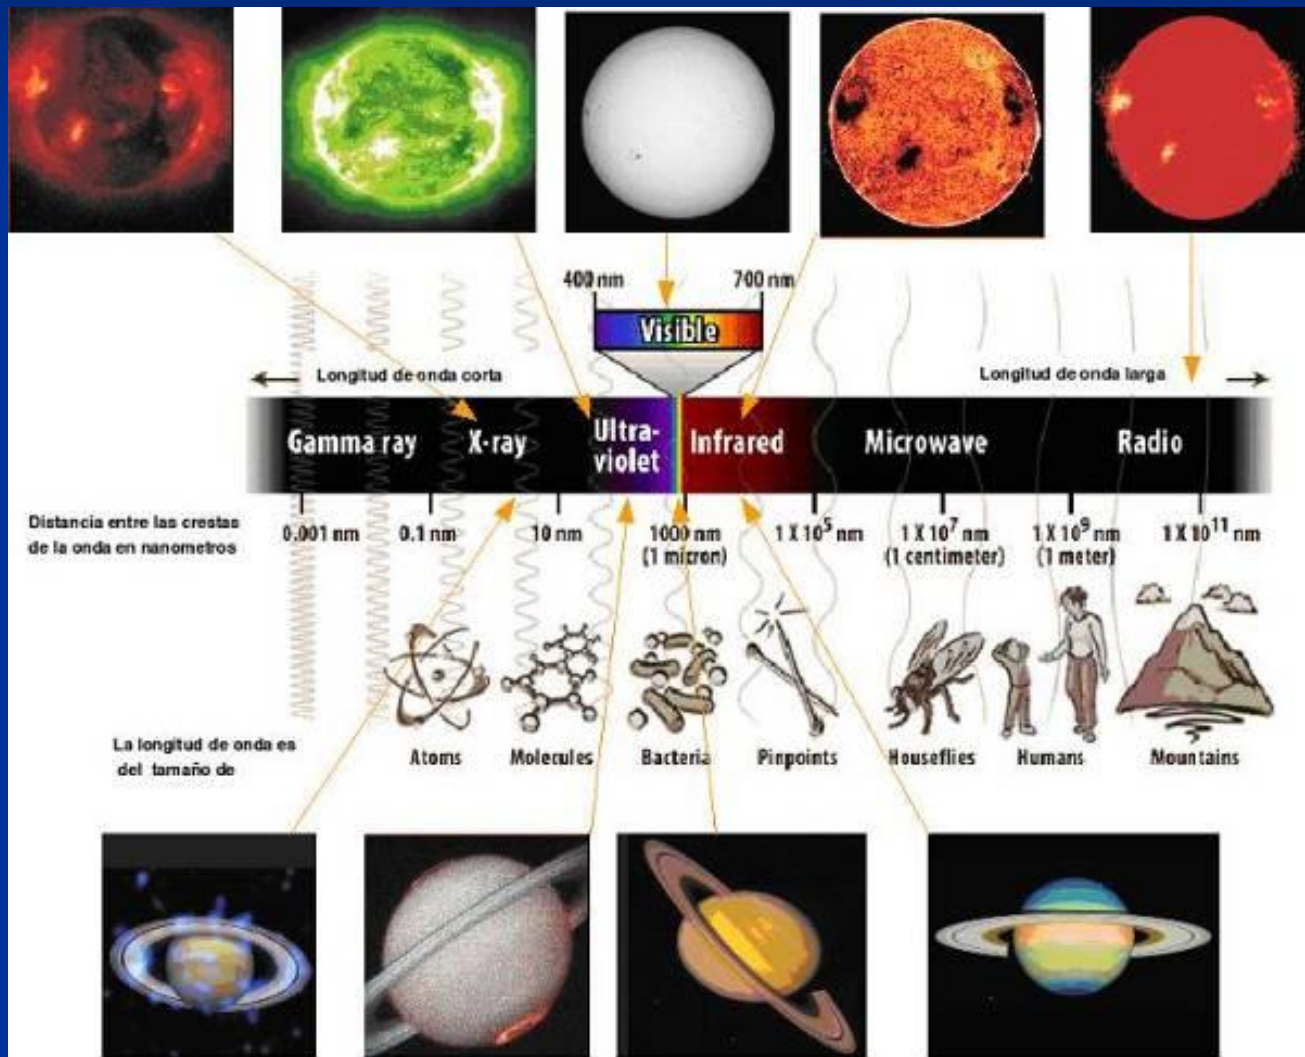 400 nm 700 nm
Visible
Longitud de onda corta
Longitud de onda larga
Gamma ray X-ray Ultra-violet Infrared Microwave Radio
Distancia entre las crestas
de la onda en nanometros
0.001 nm 0.1 nm 10 nm 1000 nm 1 X 10⁵ nm 1 X 10⁷ nm 1 X 10⁹ nm 1 X 10¹¹ nm
(1 micron) (1 centimeter) (1 meter)
La longitud de onda es
del tamaño de
Atoms Molecules Bacteria Pinpoints Houseflies Humans Mountains